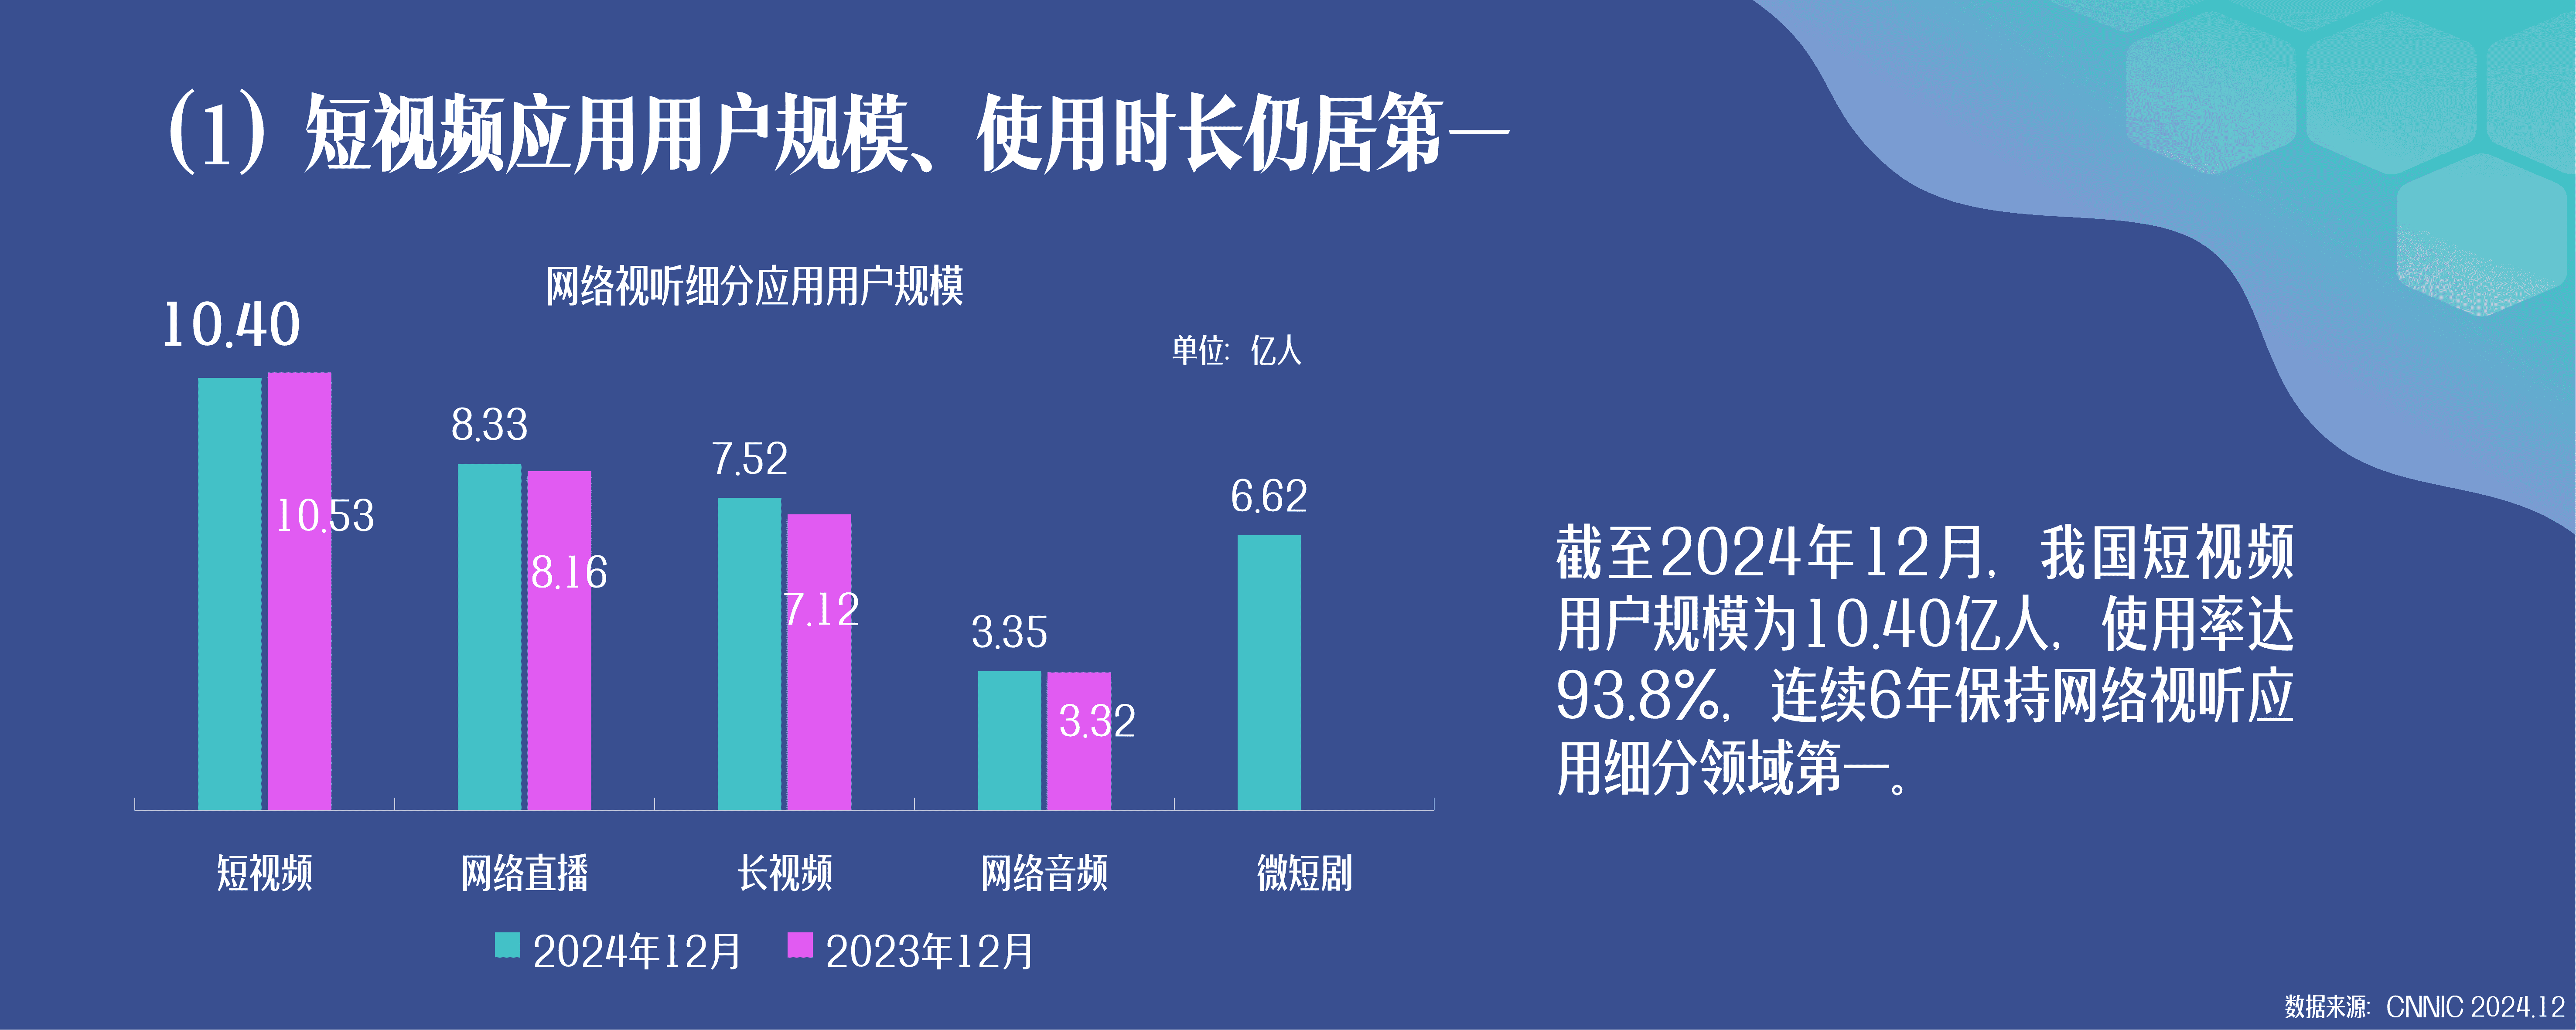 (1) 短视频应用用户规模、使用时长仍居第一
网络视听细分应用用户规模
单位：亿人
10.40
10.53
8.33
8.16
7.52
7.12
3.35
3.32
6.62
短视频
网络直播
长视频
网络音频
微短剧
2024年12月
2023年12月
截至2024年12月，我国短视频
用户规模为10.40亿人，使用率达
93.8%，连续6年保持网络视听应
用细分领域第一。
数据来源：CNNIC 2024.12